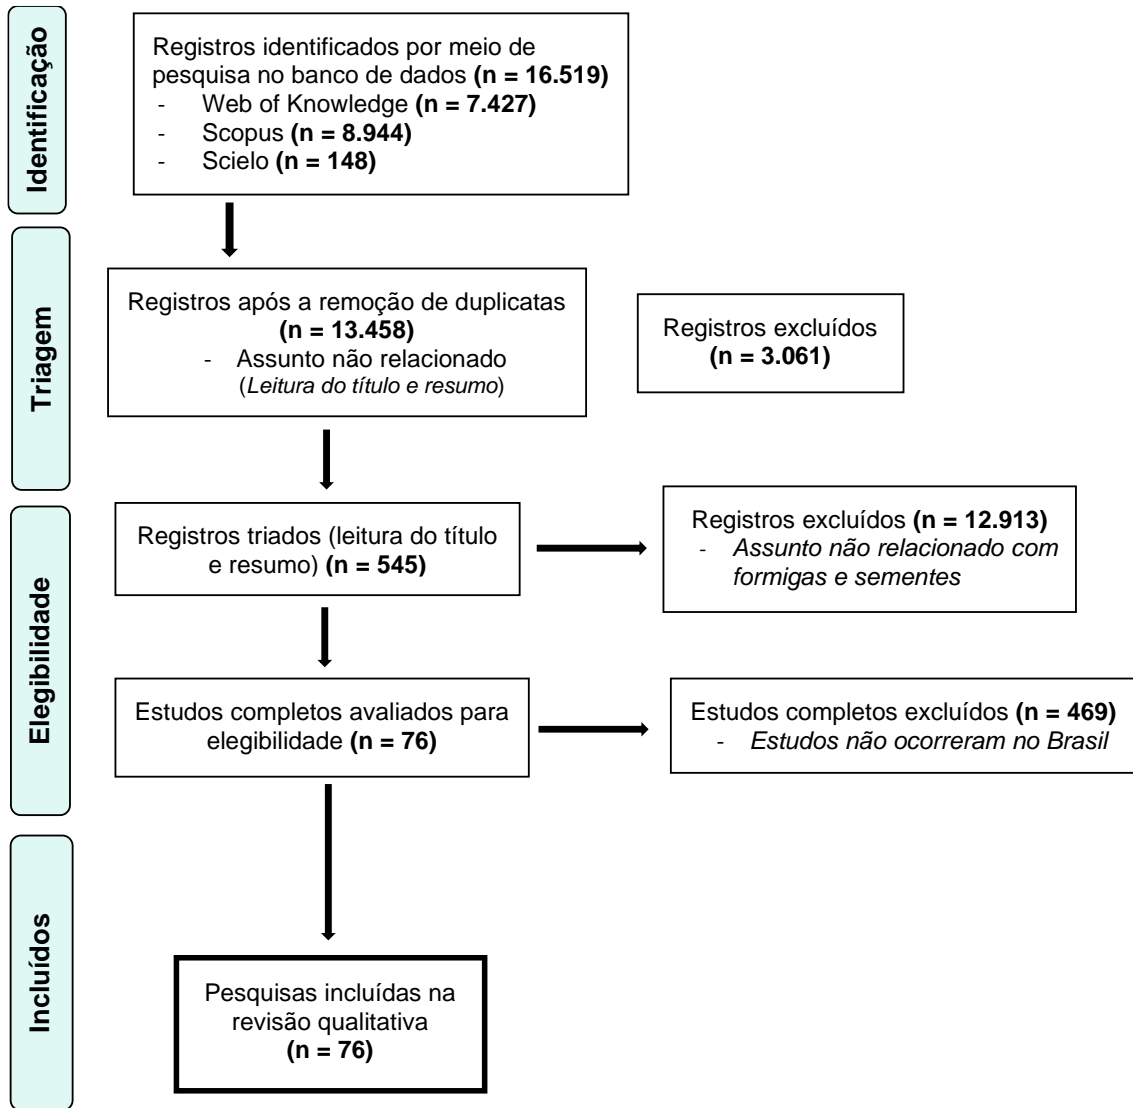 Identificação
Registros identificados por meio de
pesquisa no banco de dados (n = 16.519)
- Web of Knowledge (n = 7.427)
- Scopus (n = 8.944)
- Scielo (n = 148)
Triagem
Registros após a remoção de duplicatas
(n = 13.458)
- Assunto não relacionado
(Leitura do título e resumo)
Registros excluídos
(n = 3.061)
Elegibilidade
Registros triados (leitura do título
e resumo) (n = 545)
Registros excluídos (n = 12.913)
- Assunto não relacionado com
formigas e sementes
Estudos completos avaliados para
elegibilidade (n = 76)
Estudos completos excluídos (n = 469)
- Estudos não ocorreram no Brasil
Incluídos
Pesquisas incluídas na
revisão qualitativa
(n = 76)